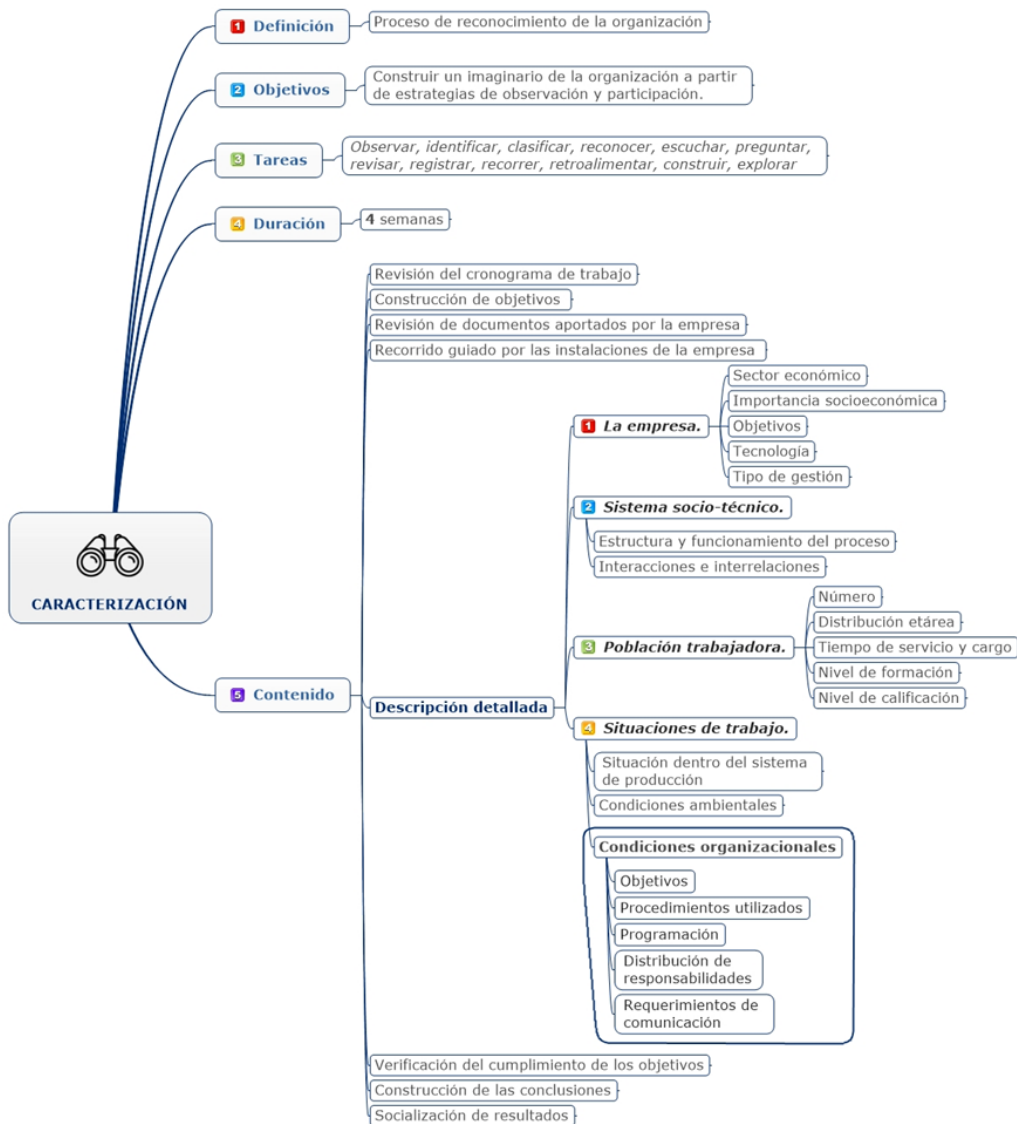 1 Definición
Proceso de reconocimiento de la organización
2 Objetivos
Construir un imaginario de la organización a partir
de estrategias de observación y participación.
3 Tareas
Observar, identificar, clasificar, reconocer, escuchar, preguntar,
revisar, registrar, recorrer, retroalimentar, construir, explorar
4 Duración
4 semanas
CARACTERIZACIÓN
5 Contenido
Revisión del cronograma de trabajo
Construcción de objetivos
Revisión de documentos aportados por la empresa
Recorrido guiado por las instalaciones de la empresa
Descripción detallada
1 La empresa.
Sector económico
Importancia socioeconómica
Objetivos
Tecnología
Tipo de gestión
2 Sistema socio-técnico.
Estructura y funcionamiento del proceso
Interacciones e interrelaciones
3 Población trabajadora.
Número
Distribución etárea
Tiempo de servicio y cargo
Nivel de formación
Nivel de calificación
4 Situaciones de trabajo.
Situación dentro del sistema
de producción
Condiciones ambientales
Condiciones organizacionales
Objetivos
Procedimientos utilizados
Programación
Distribución de
responsabilidades
Requerimientos de
comunicación
Verificación del cumplimiento de los objetivos
Construcción de las conclusiones
Socialización de resultados